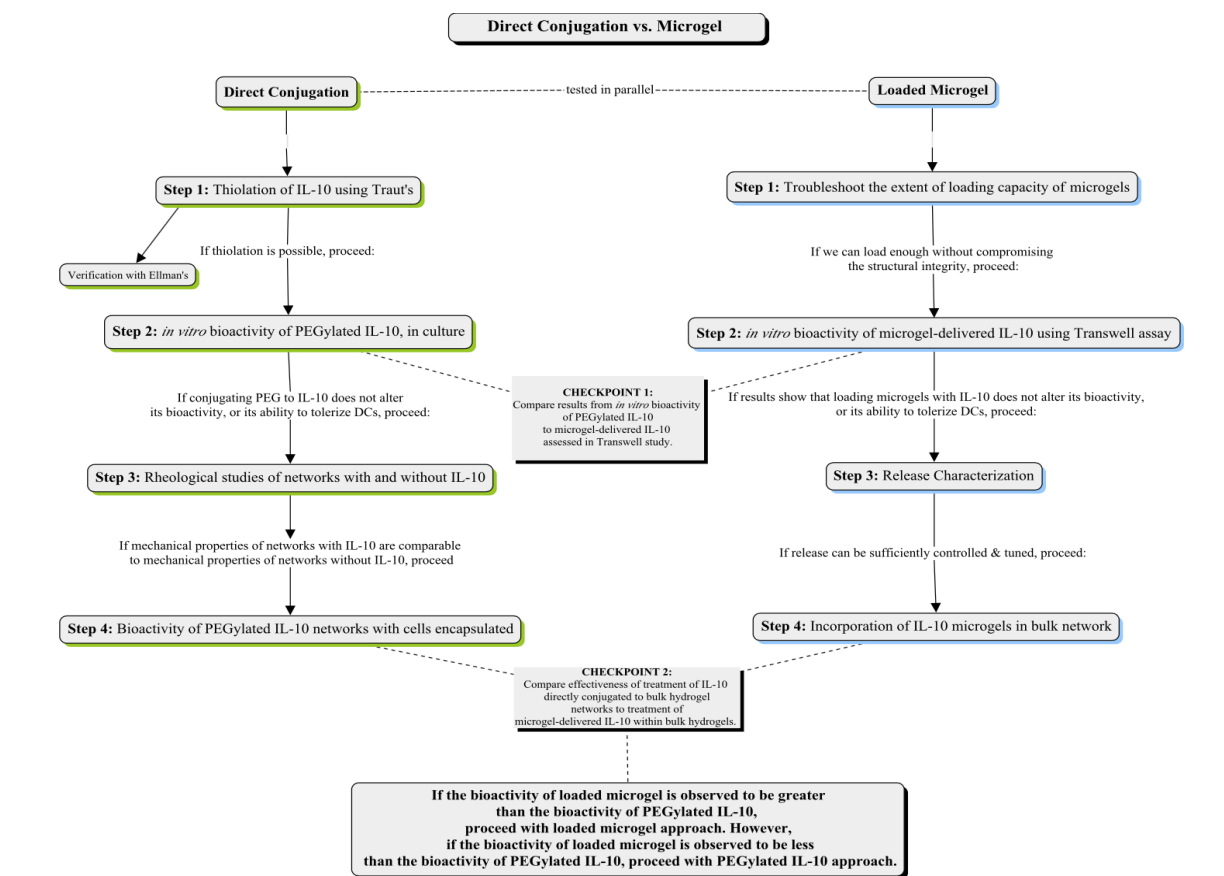 Direct Conjugation vs. Microgel
Direct Conjugation
tested in parallel
Loaded Microgel
Step 1: Thiolation of IL-10 using Traut's
Step 1: Troubleshoot the extent of loading capacity of microgels
If thiolation is possible, proceed:
If we can load enough without compromising
the structural integrity, proceed:
Verification with Ellman's
Step 2: in vitro bioactivity of PEGylated IL-10, in culture
Step 2: in vitro bioactivity of microgel-delivered IL-10 using Transwell assay
CHECKPOINT 1:
Compare results from in vitro bioactivity
of PEGylated IL-10
to microgel-delivered IL-10
assessed in Transwell study.
If conjugating PEG to IL-10 does not alter
its bioactivity, or its ability to tolerize DCs, proceed:
If results show that loading microgels with IL-10 does not alter its bioactivity,
or its ability to tolerize DCs, proceed:
Step 3: Rheological studies of networks with and without IL-10
Step 3: Release Characterization
If mechanical properties of networks with IL-10 are comparable
to mechanical properties of networks without IL-10, proceed
If release can be sufficiently controlled & tuned, proceed:
Step 4: Bioactivity of PEGylated IL-10 networks with cells encapsulated
Step 4: Incorporation of IL-10 microgels in bulk network
CHECKPOINT 2:
Compare effectiveness of treatment of IL-10
directly conjugated to bulk hydrogel
networks to treatment of
microgel-delivered IL-10 within bulk hydrogels.
If the bioactivity of loaded microgel is observed to be greater
than the bioactivity of PEGylated IL-10,
proceed with loaded microgel approach. However,
if the bioactivity of loaded microgel is observed to be less
than the bioactivity of PEGylated IL-10, proceed with PEGylated IL-10 approach.